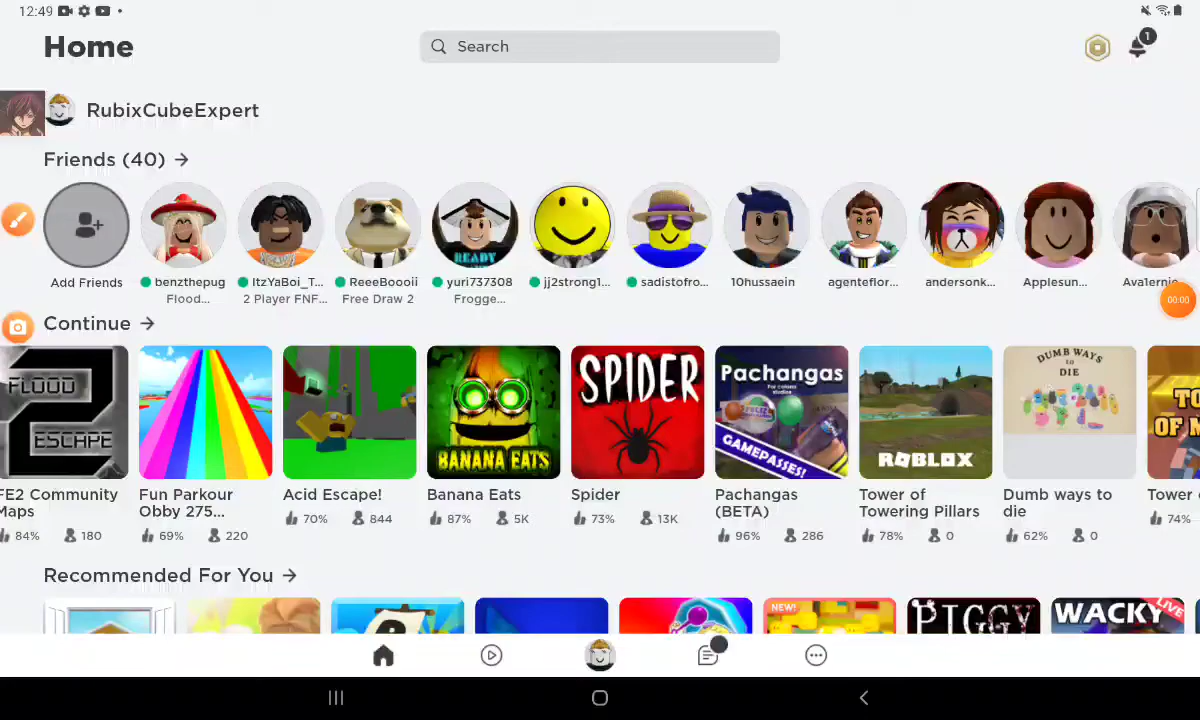 12:49
Home
Search
1
RubixCubeExpert
Friends (40) →
READY
Add Friends
benzthepug
ItzYaBoi_T...
ReeeBoooii
yuri737308
jj2strong1...
sadistofro...
10hussaein
agenteflor...
andersonk...
Applesun...
Ava1ernie
Flood...
2 Player FNF...
Free Draw 2
Frogge...
00:00
Continue →
FLOOD
2
ESCAPE
BANANA EATS
SPIDER
Pachangas
GAMEPASSES!
ROBLOX
DUMB WAYS
TO
DIE
TO
OF M
FE2 Community
Maps
Fun Parkour
Obby 275...
Acid Escape!
Banana Eats
Spider
Pachangas
(BETA)
Tower of
Towering Pillars
Dumb ways to
die
Tower
84% 180
69% 220
70% 844
87% 5K
73% 13K
96% 286
78% 0
62% 0
74%
Recommended For You →
NEW!
PIGGY
WACKY
LIVE